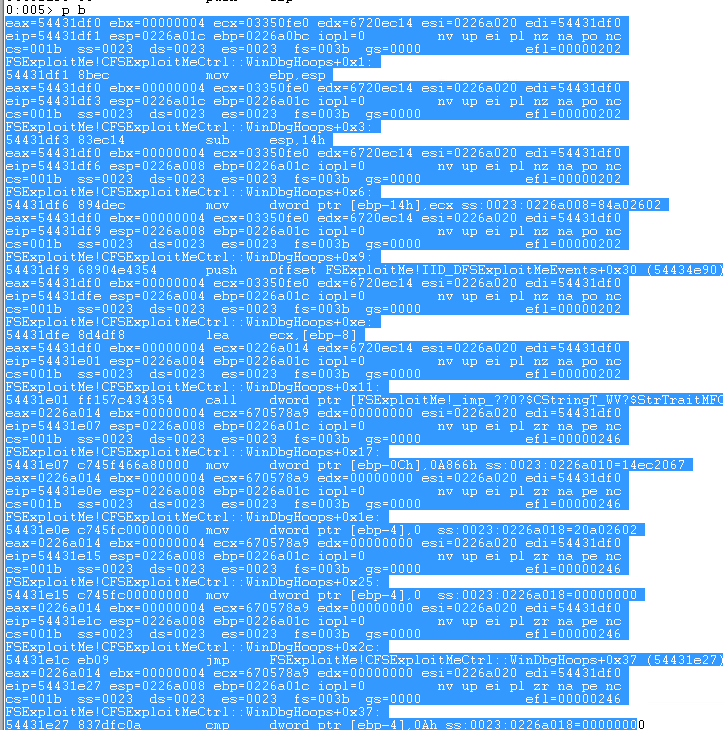 0:005> p b
eax=54431df0 ebx=00000004 ecx=03350fe0 edx=6720ec14 esi=0226a020 edi=54431df0
eip=54431df1 esp=0226a01c ebp=0226a0bc iopl=0 nv up ei pl nz na po nc
cs=001b ss=0023 ds=0023 es=0023 fs=003b gs=0000 efl=00000202
FSExploitMe!CFSExploitMeCtrl::WinDbgHoops+0x1:
54431df1 8bec mov ebp,esp
eax=54431df0 ebx=00000004 ecx=03350fe0 edx=6720ec14 esi=0226a020 edi=54431df0
eip=54431df3 esp=0226a01c ebp=0226a01c iopl=0 nv up ei pl nz na po nc
cs=001b ss=0023 ds=0023 es=0023 fs=003b gs=0000 efl=00000202
FSExploitMe!CFSExploitMeCtrl::WinDbgHoops+0x3:
54431df3 83ec14 sub esp,14h
eax=54431df0 ebx=00000004 ecx=03350fe0 edx=6720ec14 esi=0226a020 edi=54431df0
eip=54431df6 esp=0226a008 ebp=0226a01c iopl=0 nv up ei pl nz na po nc
cs=001b ss=0023 ds=0023 es=0023 fs=003b gs=0000 efl=00000202
FSExploitMe!CFSExploitMeCtrl::WinDbgHoops+0x6:
54431df6 894dec mov dword ptr [ebp-14h],ecx ss:0023:0226a008=84a02602
eax=54431df0 ebx=00000004 ecx=03350fe0 edx=6720ec14 esi=0226a020 edi=54431df0
eip=54431df9 esp=0226a008 ebp=0226a01c iopl=0 nv up ei pl nz na po nc
cs=001b ss=0023 ds=0023 es=0023 fs=003b gs=0000 efl=00000202
FSExploitMe!CFSExploitMeCtrl::WinDbgHoops+0x9:
54431df9 68904e4354 push offset FSExploitMe!IID_DFSExploitMeEvents+0x30 (54434e90)
eax=54431df0 ebx=00000004 ecx=03350fe0 edx=6720ec14 esi=0226a020 edi=54431df0
eip=54431dfe esp=0226a004 ebp=0226a01c iopl=0 nv up ei pl nz na po nc
cs=001b ss=0023 ds=0023 es=0023 fs=003b gs=0000 efl=00000202
FSExploitMe!CFSExploitMeCtrl::WinDbgHoops+0xe:
54431dfe 8d4df8 lea ecx,[ebp-8]
eax=54431df0 ebx=00000004 ecx=0226a014 edx=6720ec14 esi=0226a020 edi=54431df0
eip=54431e01 esp=0226a004 ebp=0226a01c iopl=0 nv up ei pl nz na po nc
cs=001b ss=0023 ds=0023 es=0023 fs=003b gs=0000 efl=00000202
FSExploitMe!CFSExploitMeCtrl::WinDbgHoops+0x11:
54431e01 ff157c434354 call dword ptr [FSExploitMe!_imp_??0?$CStringT_WV?$StrTraitMFC
eax=0226a014 ebx=00000004 ecx=670578a9 edx=00000000 esi=0226a020 edi=54431df0
eip=54431e07 esp=0226a008 ebp=0226a01c iopl=0 nv up ei pl zr na pe nc
cs=001b ss=0023 ds=0023 es=0023 fs=003b gs=0000 efl=00000246
FSExploitMe!CFSExploitMeCtrl::WinDbgHoops+0x17:
54431e07 c745f466a80000 mov dword ptr [ebp-0Ch],0A866h ss:0023:0226a010=14ec2067
eax=0226a014 ebx=00000004 ecx=670578a9 edx=00000000 esi=0226a020 edi=54431df0
eip=54431e0e esp=0226a008 ebp=0226a01c iopl=0 nv up ei pl zr na pe nc
cs=001b ss=0023 ds=0023 es=0023 fs=003b gs=0000 efl=00000246
FSExploitMe!CFSExploitMeCtrl::WinDbgHoops+0x1e:
54431e0e c745fc00000000 mov dword ptr [ebp-4],0 ss:0023:0226a018=20a02602
eax=0226a014 ebx=00000004 ecx=670578a9 edx=00000000 esi=0226a020 edi=54431df0
eip=54431e15 esp=0226a008 ebp=0226a01c iopl=0 nv up ei pl zr na pe nc
cs=001b ss=0023 ds=0023 es=0023 fs=003b gs=0000 efl=00000246
FSExploitMe!CFSExploitMeCtrl::WinDbgHoops+0x25:
54431e15 c745fc00000000 mov dword ptr [ebp-4],0 ss:0023:0226a018=00000000
eax=0226a014 ebx=00000004 ecx=670578a9 edx=00000000 esi=0226a020 edi=54431df0
eip=54431e1c esp=0226a008 ebp=0226a01c iopl=0 nv up ei pl zr na pe nc
cs=001b ss=0023 ds=0023 es=0023 fs=003b gs=0000 efl=00000246
FSExploitMe!CFSExploitMeCtrl::WinDbgHoops+0x2c:
54431e1c eb09 jmp FSExploitMe!CFSExploitMeCtrl::WinDbgHoops+0x37 (54431e27)
eax=0226a014 ebx=00000004 ecx=670578a9 edx=00000000 esi=0226a020 edi=54431df0
eip=54431e27 esp=0226a008 ebp=0226a01c iopl=0 nv up ei pl zr na pe nc
cs=001b ss=0023 ds=0023 es=0023 fs=003b gs=0000 efl=00000246
FSExploitMe!CFSExploitMeCtrl::WinDbgHoops+0x37:
54431e27 837dfc0a cmp dword ptr [ebp-4],0Ah ss:0023:0226a018=00000000